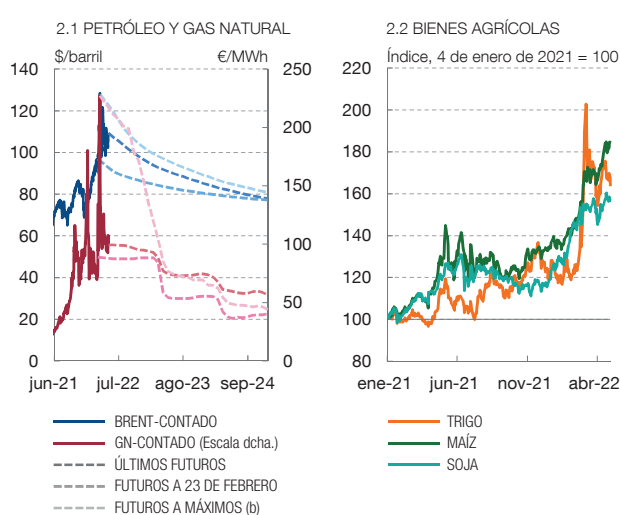 2.1 PETRÓLEO Y GAS NATURAL
$/barril
€/MWh
140
120
100
80
60
40
20
0
250
200
150
100
50
0
jun-21
jul-22
ago-23
sep-24
BRENT-CONTADO
GN-CONTADO (Escala dcha.)
ÚLTIMOS FUTUROS
FUTUROS A 23 DE FEBRERO
FUTUROS A MÁXIMOS (b)
2.2 BIENES AGRÍCOLAS
Índice, 4 de enero de 2021 = 100
220
200
180
160
140
120
100
80
ene-21
jun-21
nov-21
abr-22
TRIGO
MAÍZ
SOJA